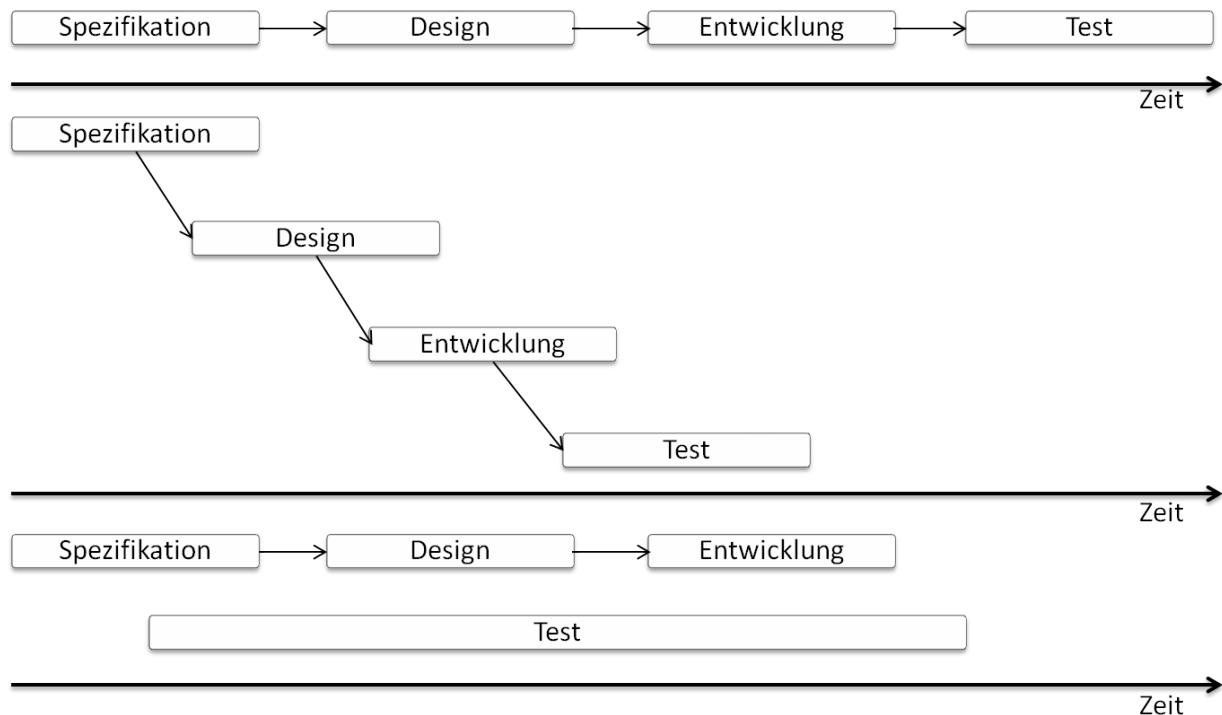 Spezifikation
Design
Entwicklung
Test
Zeit
Spezifikation
Design
Entwicklung
Test
Zeit
Spezifikation
Design
Entwicklung
Test
Zeit